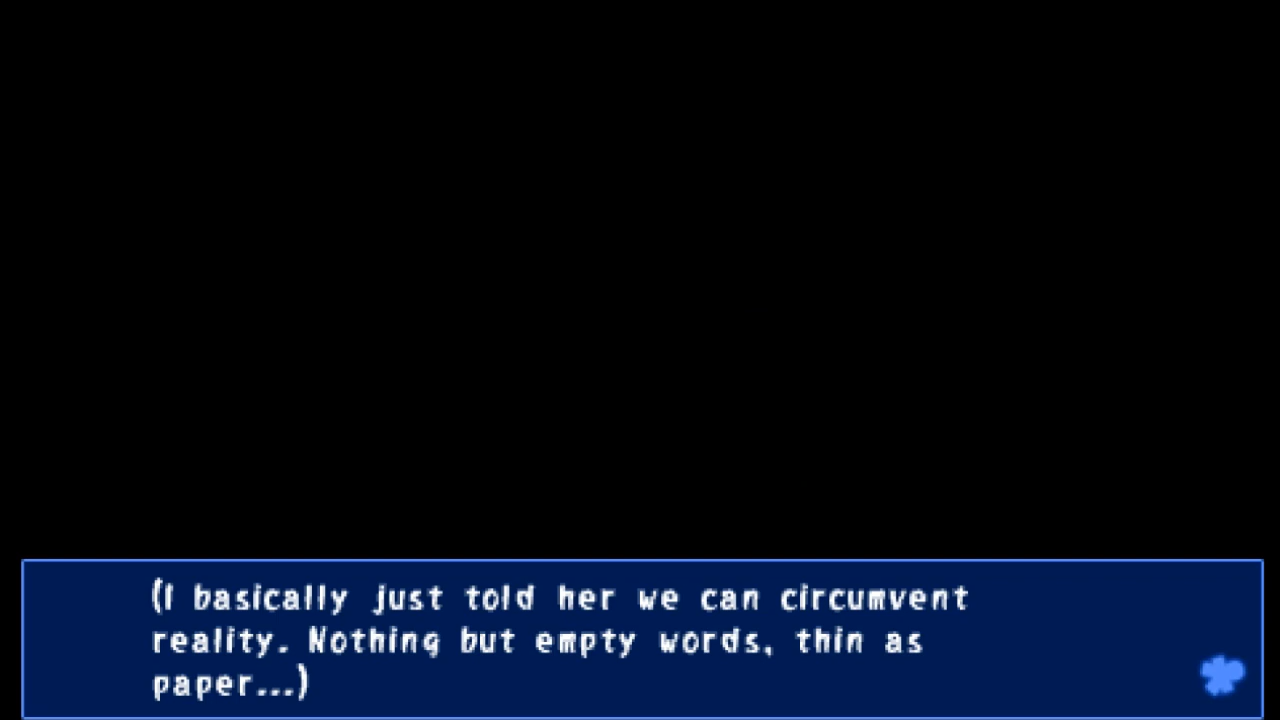 (I basically just told her we can circumvent
reality. Nothing but empty words, thin as
paper...)